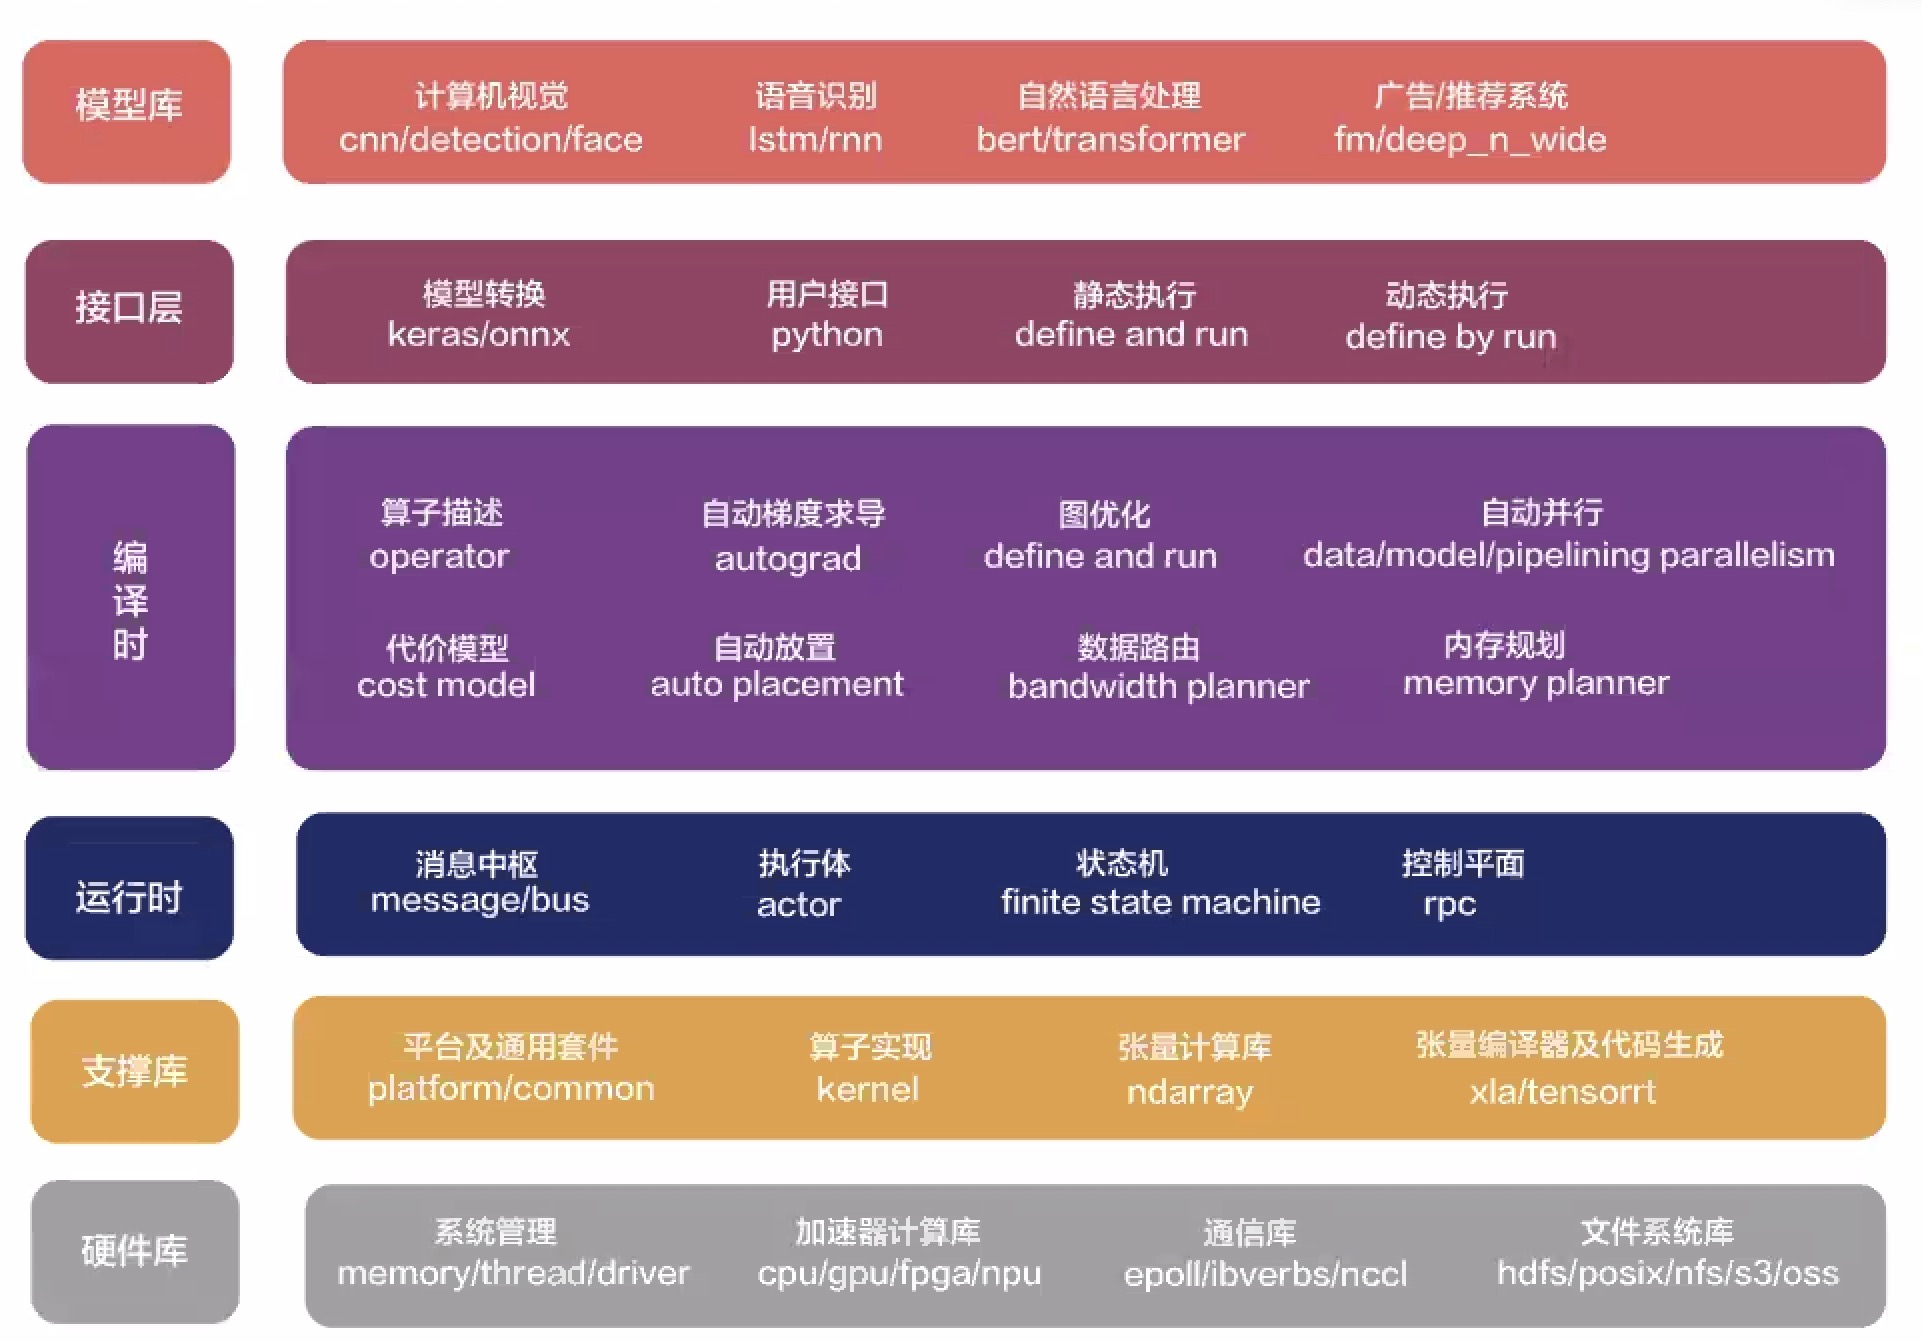 模型库
计算机视觉 语音识别 自然语言处理 广告/推荐系统
cnn/detection/face lstm/rnn bert/transformer fm/deep_n_wide
接口层
模型转换 用户接口 静态执行 动态执行
keras/onnx python define and run define by run
编
译
时
算子描述 自动梯度求导 图优化 自动并行
operator autograd define and run data/model/pipelining parallelism
代价模型 自动放置 数据路由 内存规划
cost model auto placement bandwidth planner memory planner
运行时
消息中枢 执行体 状态机 控制平面
message/bus actor finite state machine rpc
支撑库
平台及通用套件 算子实现 张量计算库 张量编译器及代码生成
platform/common kernel ndarray xla/tensorrt
硬件库
系统管理 加速器计算库 通信库 文件系统库
memory/thread/driver cpu/gpu/fpga/npu epoll/ibverbs/nccl hdfs/posix/nfs/s3/oss